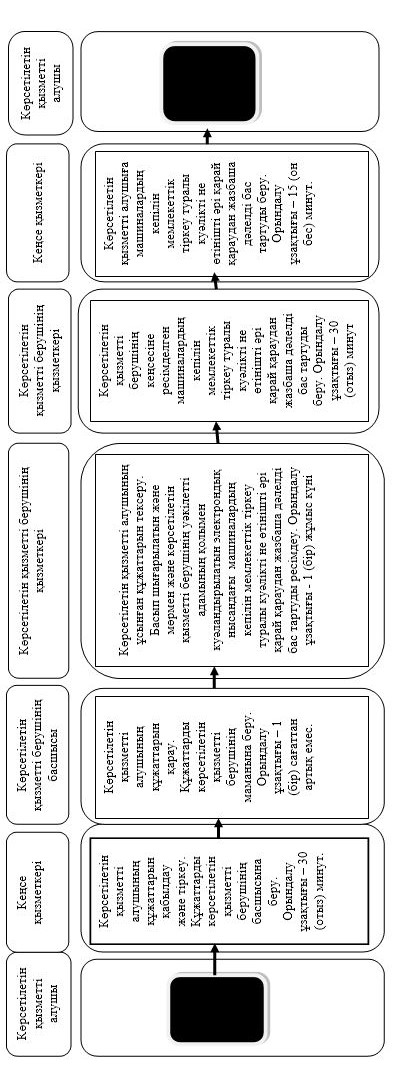 Көрсетілетін
қызметті
алушы
Кеңсе
қызметкері
Көрсетілетін
қызметті берушінің
басшысы
Көрсетілетін қызметті берушінің
қызметкері
Көрсетілетін
қызметті берушінің
қызметкері
Кеңсе қызметкері
Көрсетілетін
қызметті
алушы
Көрсетілетін
қызметті
алушының
құжаттарын
қабылдау
және тіркеу.
Құжаттарды
көрсетілетін
қызметті
берушінің
басшысына
беру.
Орындалу
ұзақтығы – 30
(отыз) минут.
Көрсетілетін
қызметті
алушының
құжаттарын
қарау.
Құжаттарды
көрсетілетін
қызметті
берушінің
маманына беру.
Орындалу
ұзақтығы – 1
(бір) сағаттан
артық емес.
Көрсетілетін қызметті алушының
ұсынған құжаттарын тексеру.
Басып шығарылатын және
мөрмен және көрсетілетін
қызметті берушінің уәкілетті
адамының қолымен
куәландырылатын электрондық
нысандағы машиналардың
кепілін мемлекеттік тіркеу
туралы куәлікті не өтінішті әрі
қарай қараудан жазбаша дәлелді
бас тартуды ресімдеу. Орындалу
ұзақтығы - 1 (бір) жұмыс күні
Көрсетілетін
қызметті
берушінің
кеңсесіне
ресімделген
машиналардың
кепілін
мемлекеттік
тіркеу туралы
куәлікті не
өтінішті әрі
қарай қараудан
жазбаша дәлелді
бас тартуды
беру. Орындалу
ұзақтығы – 30
(отыз) минут
Көрсетілетін
қызметті алушыға
машиналардың
кепілін
мемлекеттік
тіркеу туралы
куәлікті не
өтінішті әрі қарай
қараудан жазбаша
дәлелді бас
тартуды беру.
Орындалу
ұзақтығы – 15 (он
бес) минут.